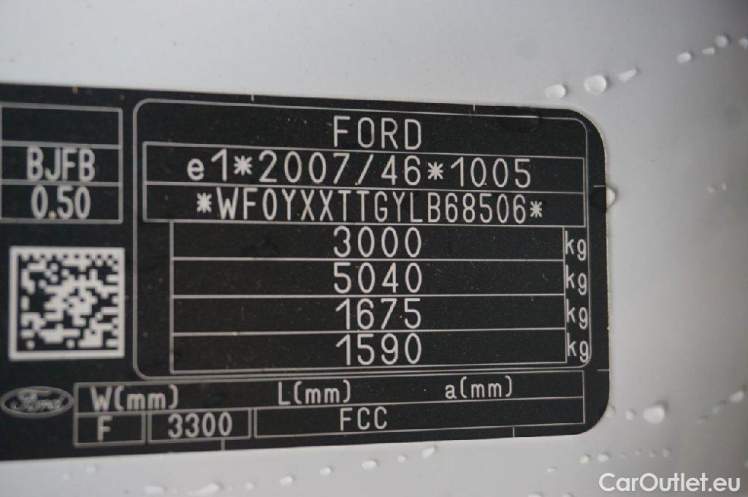 FORD
BJFB
e1*2007/46*1005
0.50
*WF0YXXTTGYLB68506*
3000 kg
5040 kg
1675 kg
1590 kg
Ford
W(mm) L(mm) a(mm)
F 3300 FCC
CarOutlet.eu